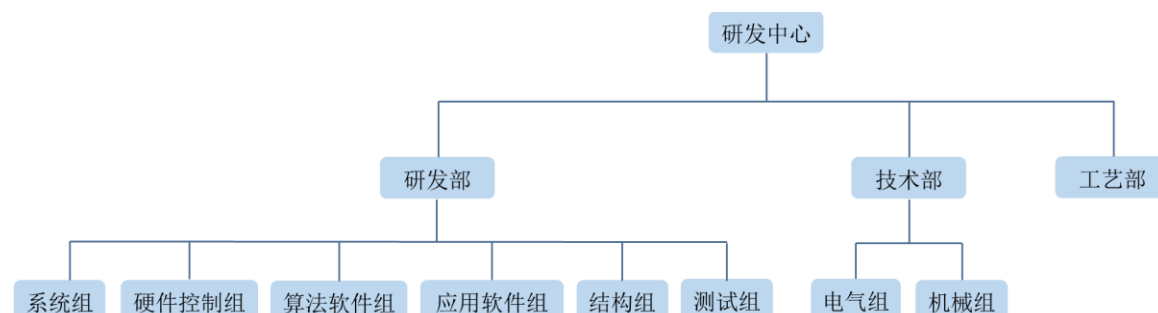 研发中心
研发部
技术部
工艺部
系统组
硬件控制组
算法软件组
应用软件组
结构组
测试组
电气组
机械组